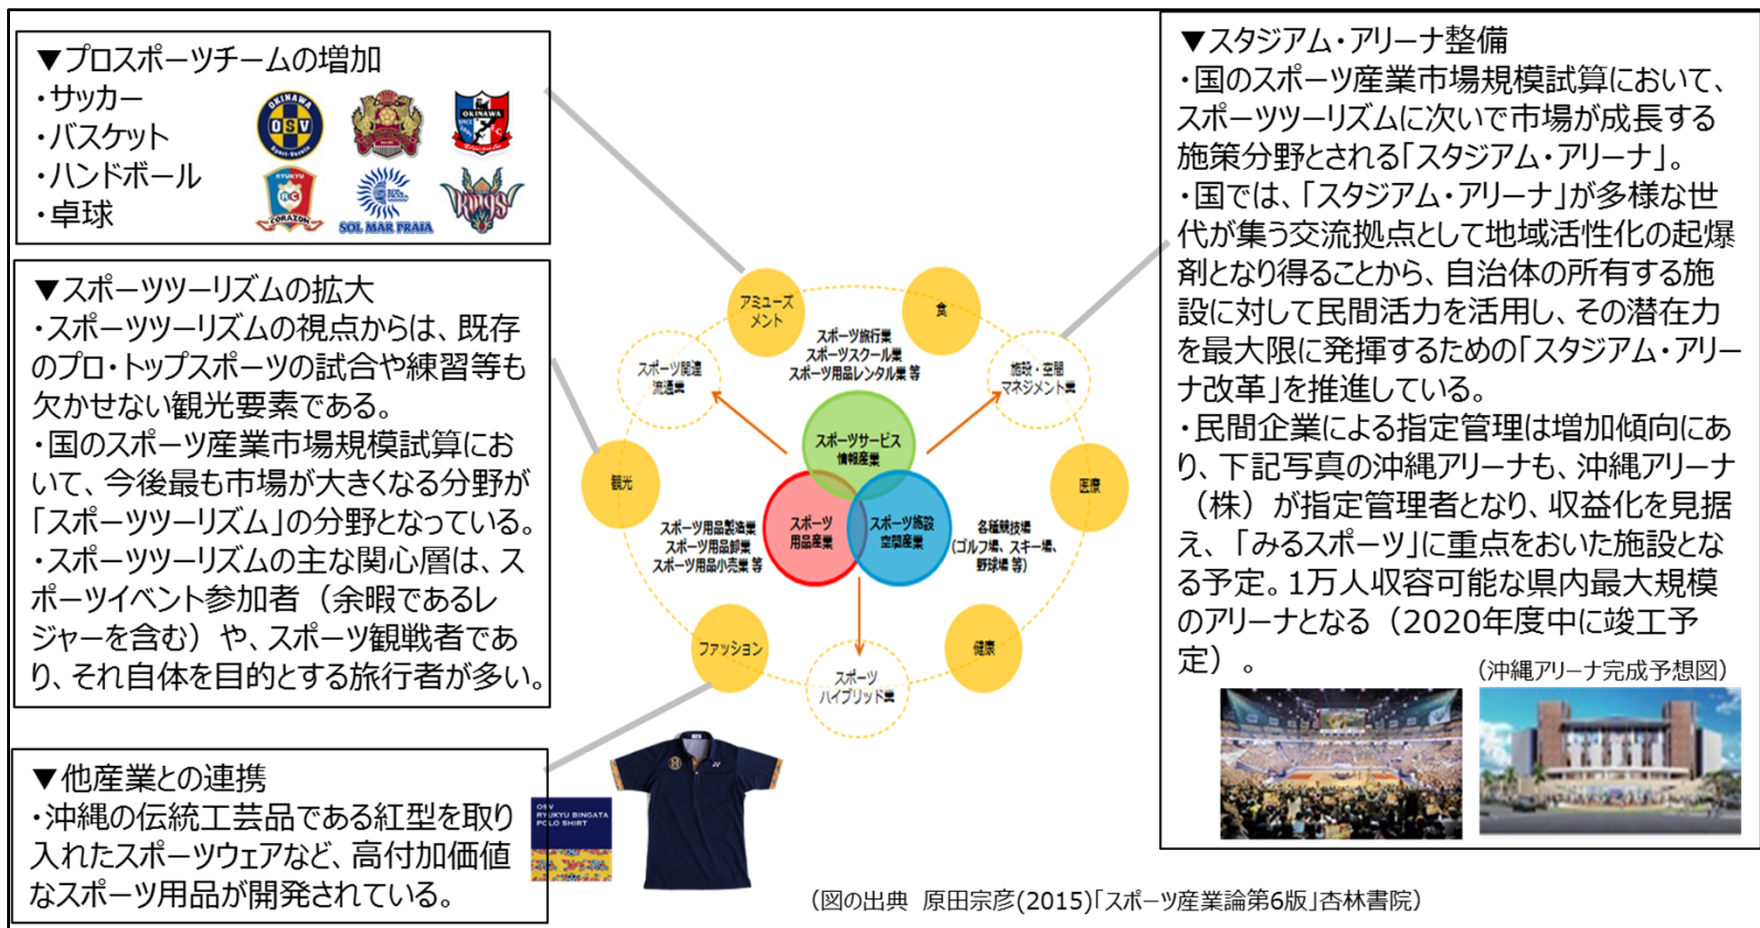 ▼プロスポーツチームの増加
・サッカー
・バスケット
・ハンドボール
・卓球
OKINAWA
OSV
OKINAWA
RYUKYU
CORAZON
SOL MAR PRAIA
KINGS
▼スポーツツーリズムの拡大
・スポーツツーリズムの視点からは、既存
のプロ・トップスポーツの試合や練習等も
欠かせない観光要素である。
・国のスポーツ産業市場規模試算にお
いて、今後最も市場が大きくなる分野が
「スポーツツーリズム」の分野となっている。
・スポーツツーリズムの主な関心層は、ス
ポーツイベント参加者（余暇であるレ
ジャーを含む）や、スポーツ観戦者であ
り、それ自体を目的とする旅行者が多い。
▼他産業との連携
・沖縄の伝統工芸品である紅型を取り
入れたスポーツウェアなど、高付加価値
なスポーツ用品が開発されている。
OSV
RYUKYU BINGATA
POLO SHIRT
アミューズ
メント
食
スポーツ旅行業
スポーツスクール業
スポーツ用品レンタル業 等
スポーツ関連
流通業
施設・空間
マネジメント業
スポーツサービス
情報産業
観光
医療
スポーツ用品製造業
スポーツ用品卸業
スポーツ用品小売業 等
スポーツ
用品産業
スポーツ施設
空間産業
各種競技場
(ゴルフ場、スキー場、
野球場 等)
ファッション
健康
スポーツ
ハイブリッド業
▼スタジアム・アリーナ整備
・国のスポーツ産業市場規模試算において、
スポーツツーリズムに次いで市場が成長する
施策分野とされる「スタジアム・アリーナ」。
・国では、「スタジアム・アリーナ」が多様な世
代が集う交流拠点として地域活性化の起爆
剤となり得ることから、自治体の所有する施
設に対して民間活力を活用し、その潜在力
を最大限に発揮するための「スタジアム・アリー
ナ改革」を推進している。
・民間企業による指定管理は増加傾向にあ
り、下記写真の沖縄アリーナも、沖縄アリーナ
（株）が指定管理者となり、収益化を見据
え、「みるスポーツ」に重点をおいた施設とな
る予定。1万人収容可能な県内最大規模
のアリーナとなる（2020年度中に竣工予
定）。
（沖縄アリーナ完成予想図）
（図の出典　原田宗彦(2015)「スポーツ産業論第6版」杏林書院）